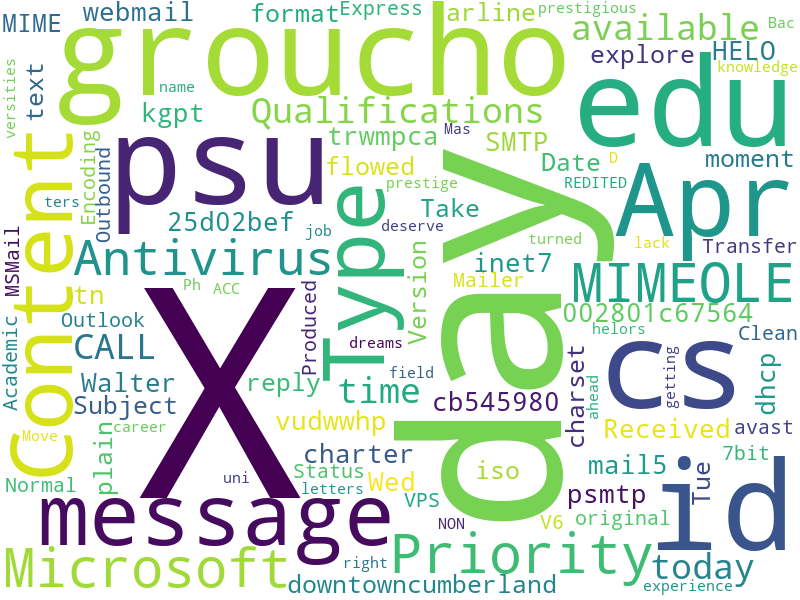 MIME
webmail
format
Express
arline
prestigious
available
Bac
groucho
explore
HELO
knowledge
versities
text
name
kgpt
Qualifications
edu
psu
Encoding
Outbound
trwmpca
Mas
SMTP
flowed
Date
D
moment
Content
Type
day
prestige
REDITED
Apr
ters
25d02bef
Take
job
deserve
turned
lack
Transfer
MSMail
Antivirus
Version
inet7
Mailer
MIMEOLE
tn
Ph
ACC
Produced
X
002801c67564
Academic
Outlook
CALL
dreams
helors
Clean
cs
Walter
reply
time
field
cb545980
charset
ahead
getting
dhcp
Subject
vudwwhp
career
Move
plain
charter
Wed
Received
avast
Normal
uni
Status
iso
mail5
7bit
letters
VPS
psmtp
Tue
id
message
NON
V6
original
Microsoft
right
Priority
today
downtowncumberland
experience